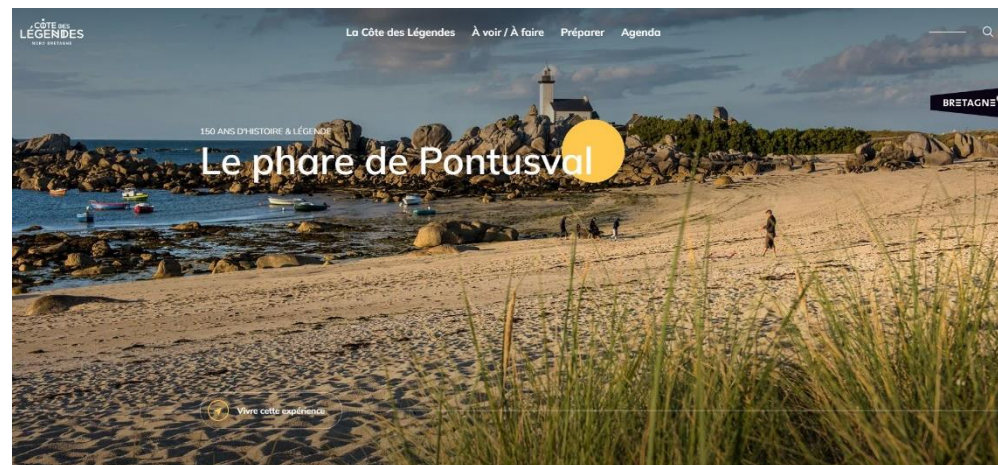 CÔTE DES
LÉGENDES
NORD BRETAGNE
La Côte des Légendes
À voir / À faire
Préparer
Agenda
BRETAGNE
150 ANS D'HISTOIRE & LÉGENDE
Le phare de Pontusval
Vivre cette expérience